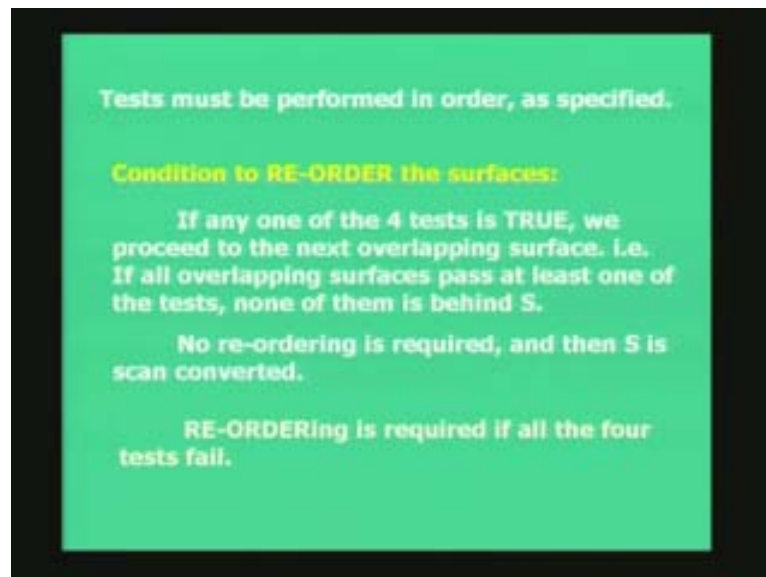 Tests must be performed in order, as specified.
Condition to RE-ORDER the surfaces:
If any one of the 4 tests is TRUE, we
proceed to the next overlapping surface. i.e.
If all overlapping surfaces pass at least one of
the tests, none of them is behind S.
No re-ordering is required, and then S is
scan converted.
RE-ORDERing is required if all the four
tests fail.